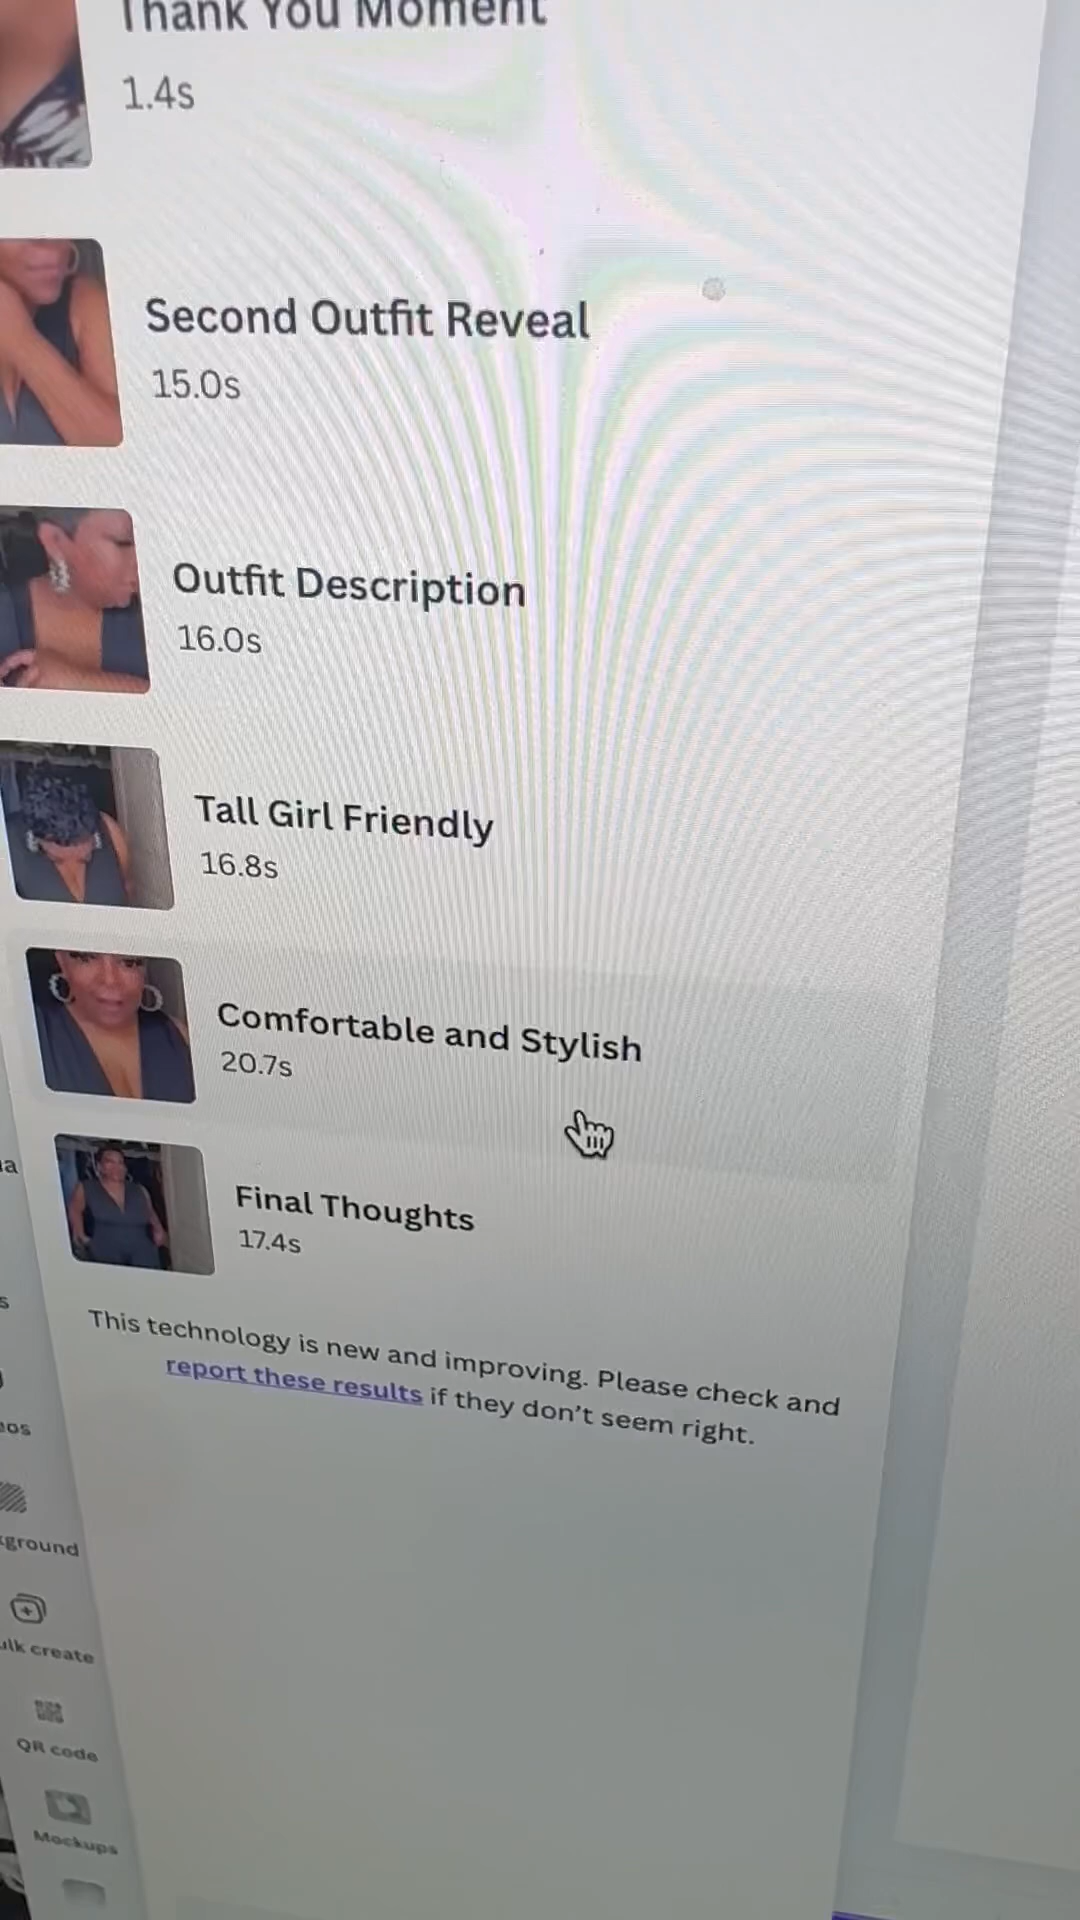 Thank You Moment
1.4s
Second Outfit Reveal
15.0s
Outfit Description
16.0s
Tall Girl Friendly
16.8s
Comfortable and Stylish
20.7s
Final Thoughts
17.4s
This technology is new and improving. Please check and
report these results if they don't seem right.
create
QR code
Mockups